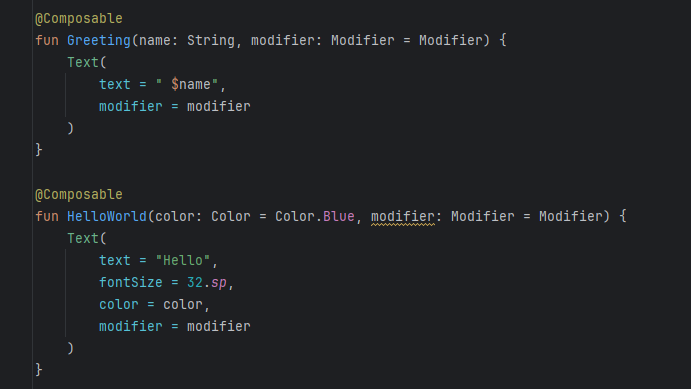 @Composable
fun Greeting(name: String, modifier: Modifier = Modifier) {
    Text(
        text = " $name",
        modifier = modifier
    )
}

@Composable
fun HelloWorld(color: Color = Color.Blue, modifier: Modifier = Modifier) {
    Text(
        text = "Hello",
        fontSize = 32.sp,
        color = color,
        modifier = modifier
    )
}